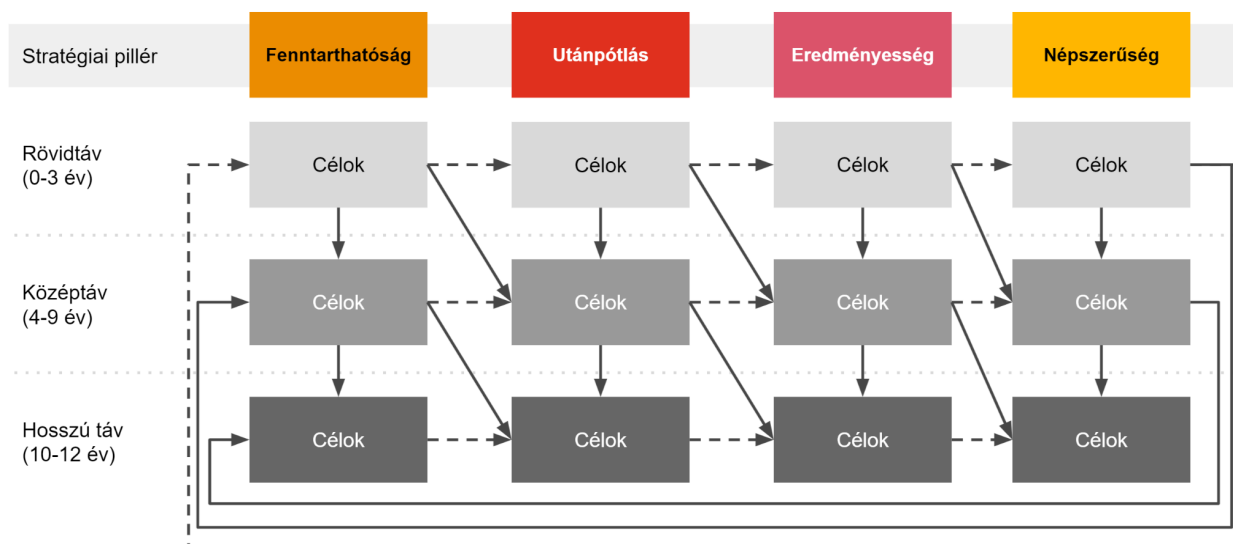 Stratégiai pillér
Fenntarthatóság
Utánpótlás
Eredményesség
Népszerűség
Rövidtáv
(0-3 év)
Célok
Célok
Célok
Célok
Középtáv
(4-9 év)
Célok
Célok
Célok
Célok
Hosszú táv
(10-12 év)
Célok
Célok
Célok
Célok